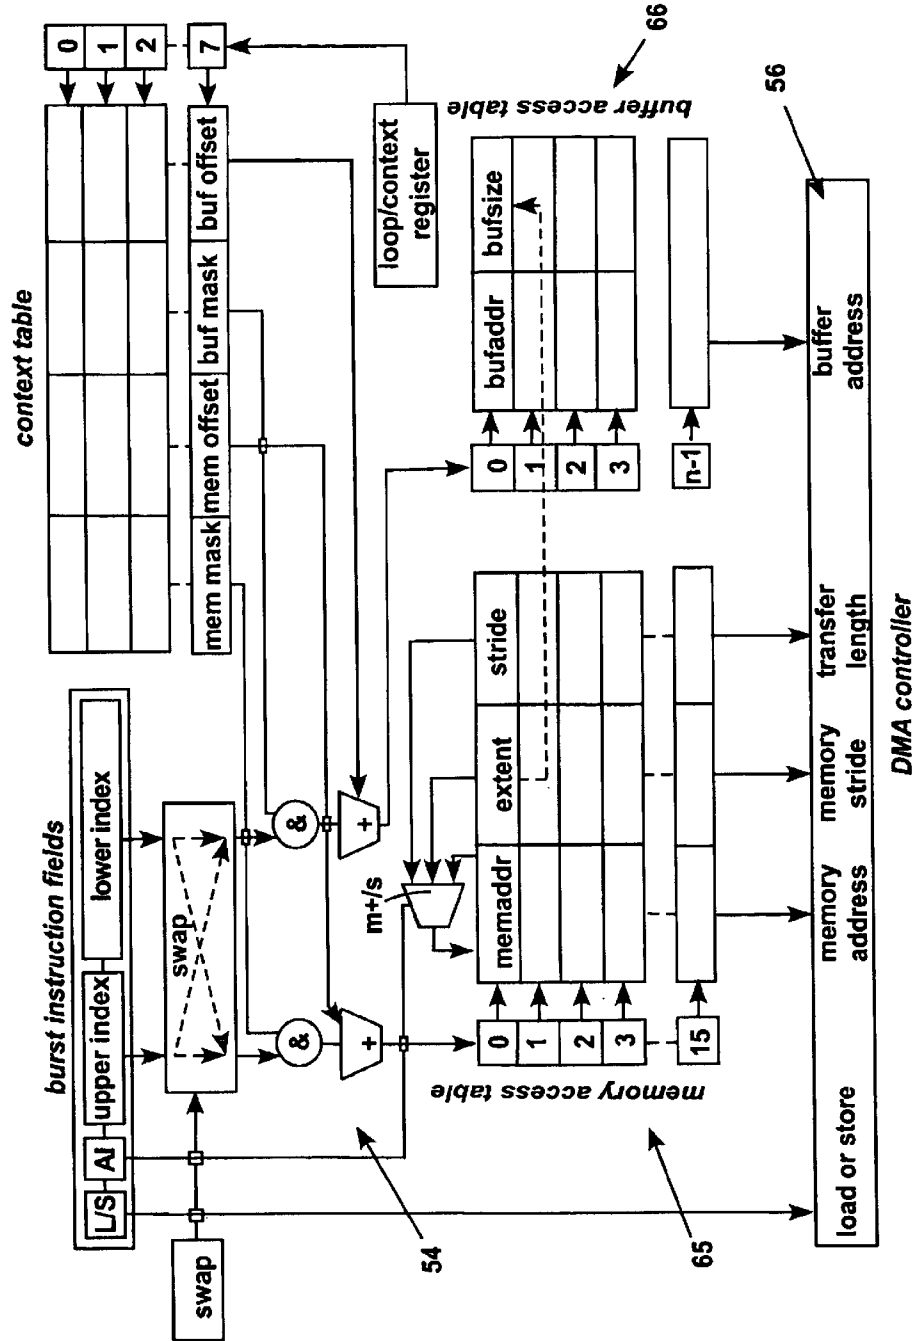 burst instruction fields
L/S
AI
upper index
lower index
swap
swap
context table
0
1
2
7
mem mask
mem offset
buf mask
buf offset
loop/context
register
&
&
+
+
54
m+/s
memory access table
0
1
2
3
15
memaddr
extent
stride
65
buffer access table
66
0
1
2
3
n-1
bufaddr
bufsize
56
load or store
memory
address
memory
stride
transfer
length
buffer
address
DMA controller